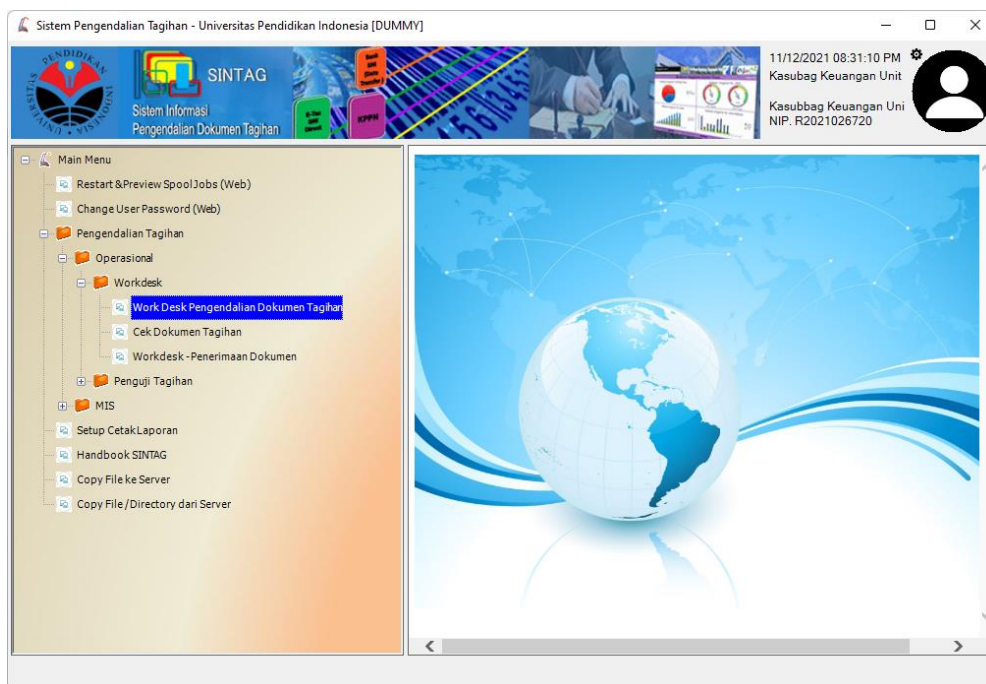 Sistem Pengendalian Tagihan - Universitas Pendidikan Indonesia [DUMMY]
PENDIDIKAN
UNIVERSITAS
INDONESIA
SINTAG
Sistem Informasi
Pengendalian Dokumen Tagihan
KPPN
11/12/2021 08:31:10 PM
Kasubag Keuangan Unit
Kasubbag Keuangan Uni
NIP. R2021026720
Main Menu
Restart &Preview Spool Jobs (Web)
Change User Password (Web)
Pengendalian Tagihan
Operasional
Workdesk
Work Desk Pengendalian Dokumen Tagihan
Cek Dokumen Tagihan
Workdesk - Penerimaan Dokumen
Penguji Tagihan
MIS
Setup Cetak Laporan
Handbook SINTAG
Copy File ke Server
Copy File /Directory dari Server